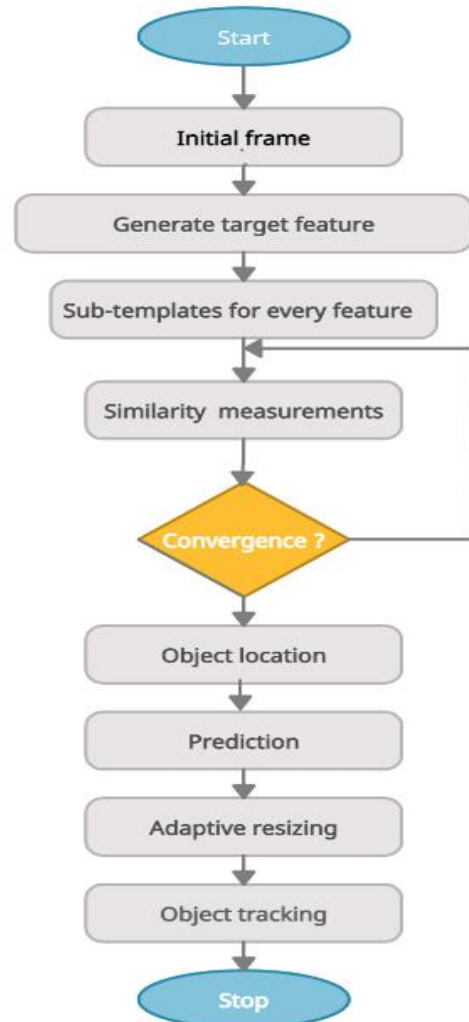 Start
Initial frame
Generate target feature
Sub-templates for every feature
Similarity measurements
Convergence ?
Object location
Prediction
Adaptive resizing
Object tracking
Stop